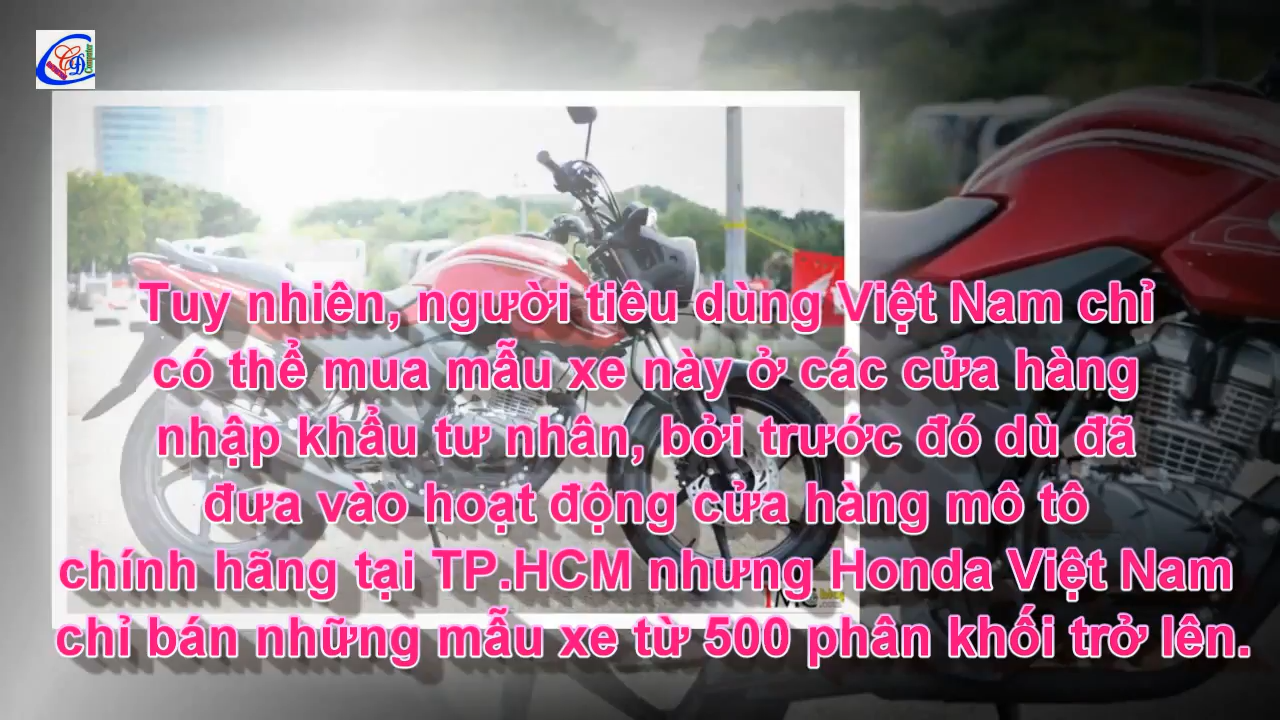 Computer
Tuy nhiên, người tiêu dùng Việt Nam chỉ
có thể mua mẫu xe này ở các cửa hàng
nhập khẩu tư nhân, bởi trước đó dù đã
đưa vào hoạt động cửa hàng mô tô
chính hãng tại TP.HCM nhưng Honda Việt Nam
chỉ bán những mẫu xe từ 500 phân khối trở lên.